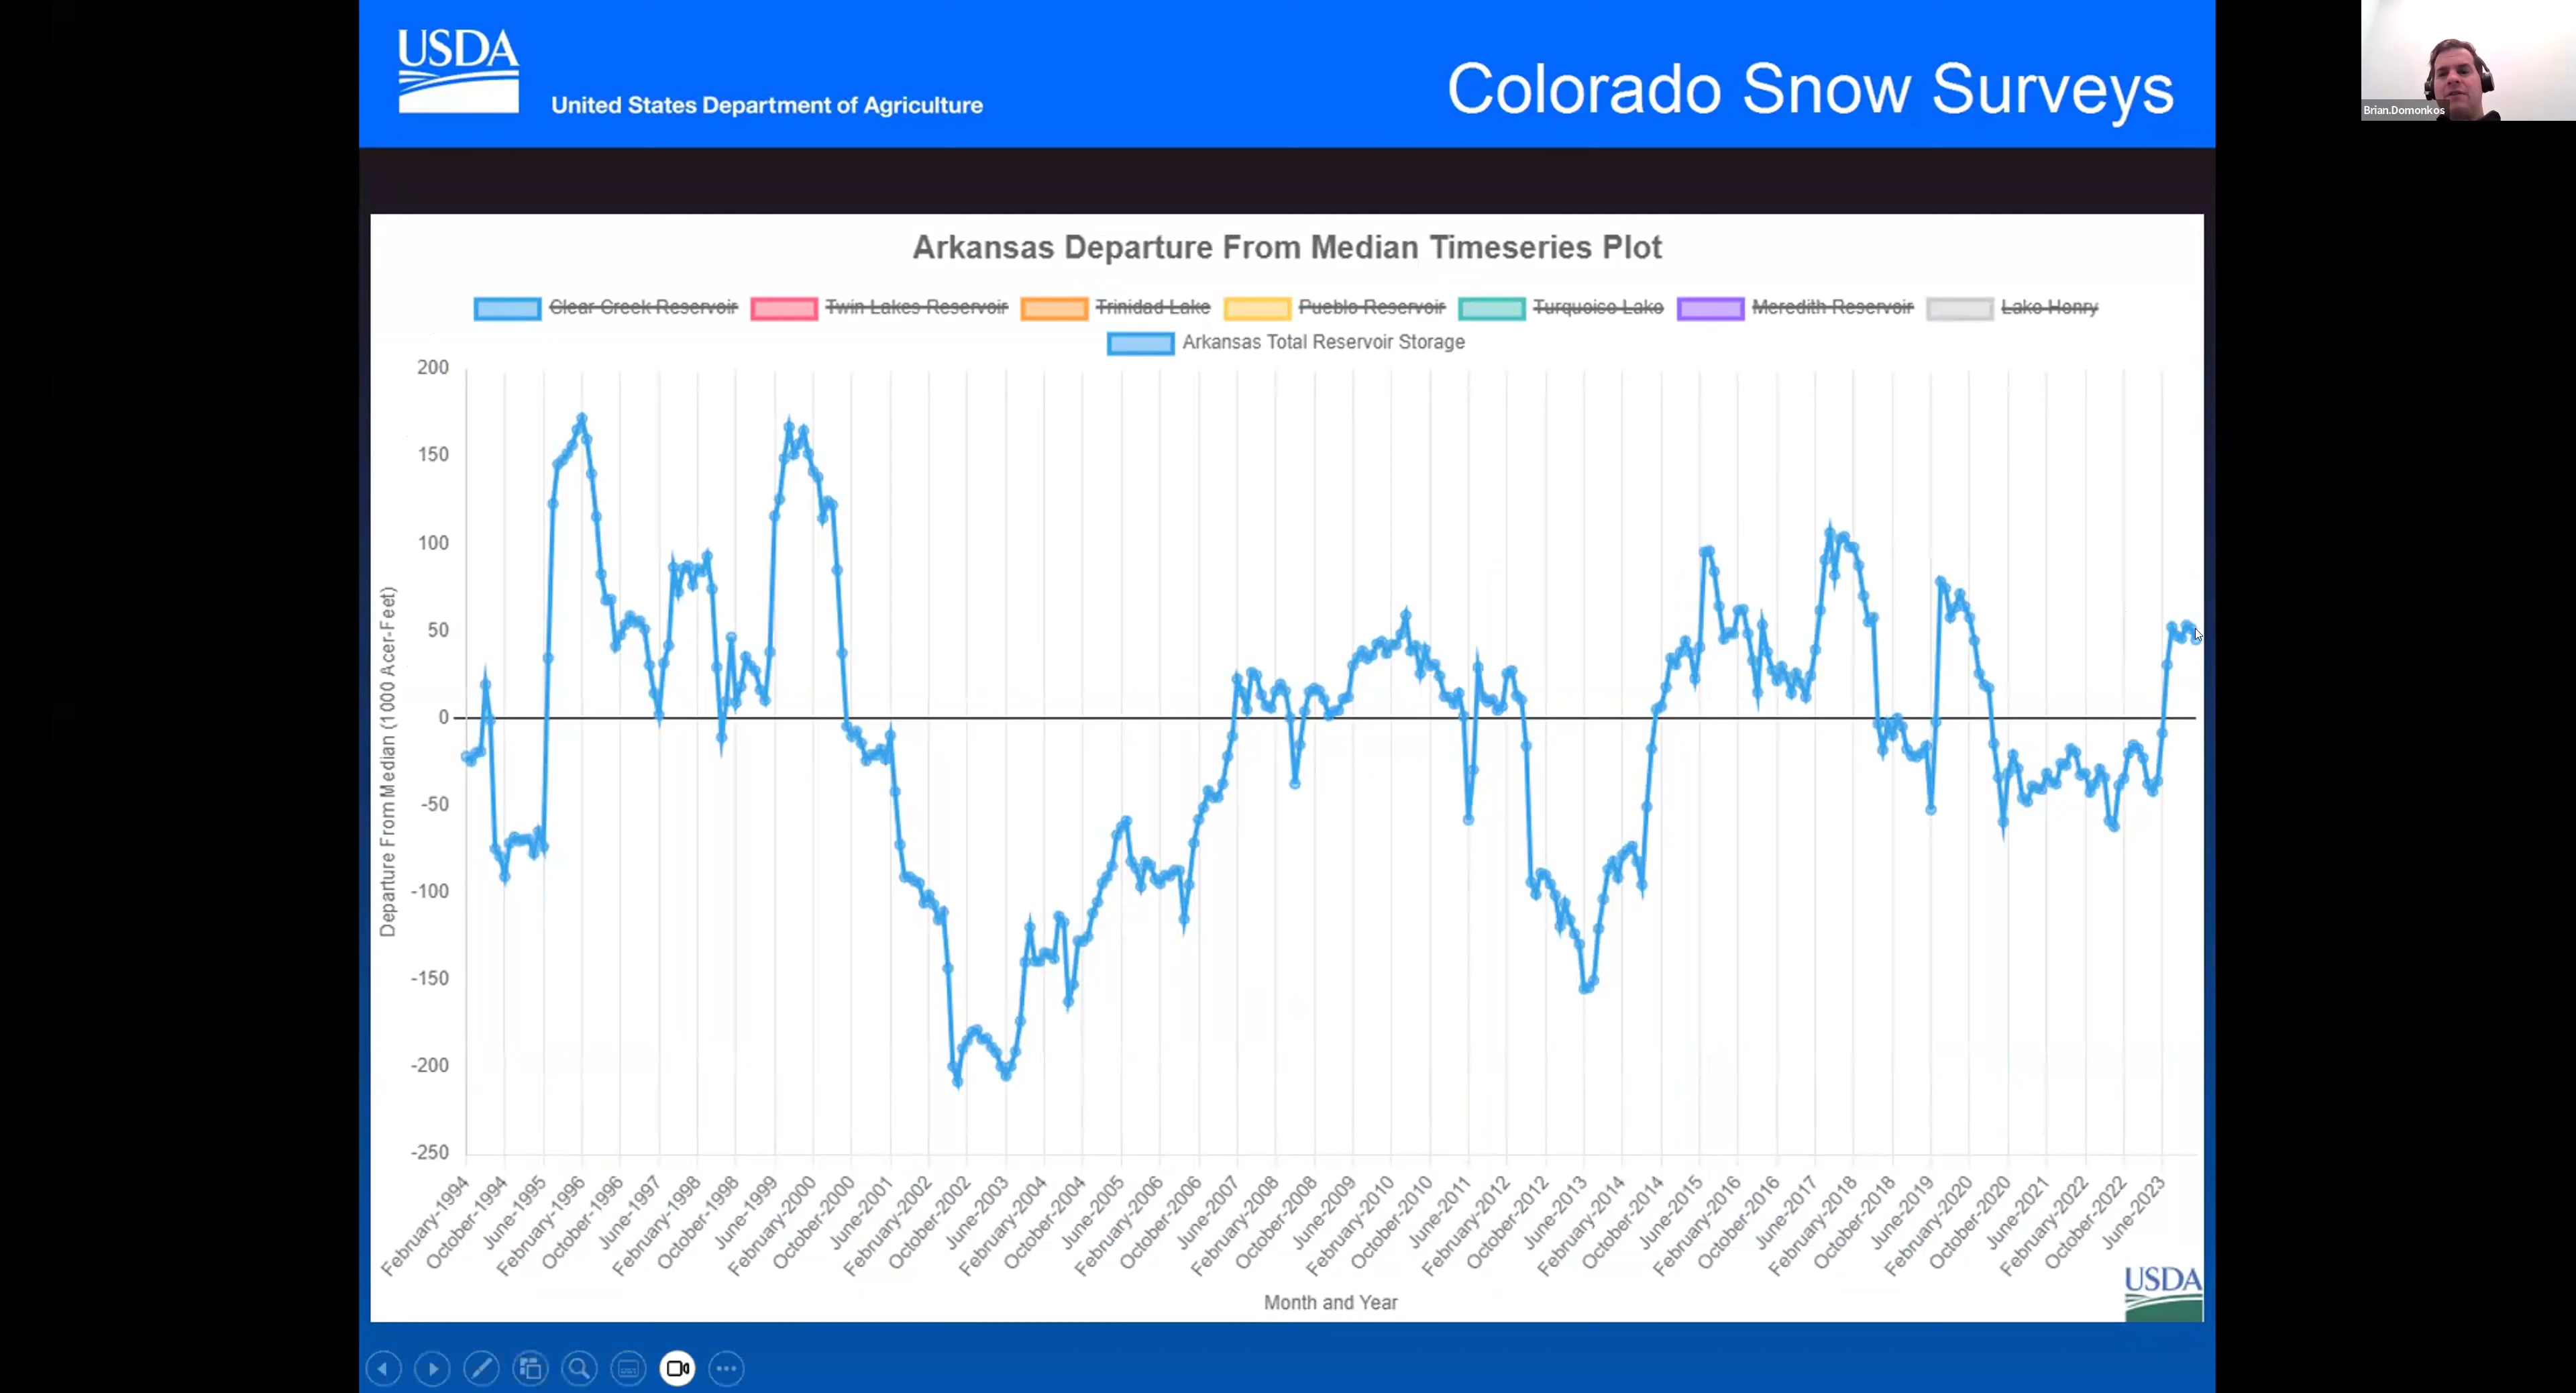 USDA
United States Department of Agriculture
Colorado Snow Surveys
Brian.Domonkos
Arkansas Departure From Median Timeseries Plot
Clear Creek Reservoir Twin Lakes Reservoir Trinidad Lake Pueblo Reservoir Turquoise Lake Meredith Reservoir Lake Henry
Arkansas Total Reservoir Storage
Departure From Median (1000 Acer-Feet)
200
150
100
50
0
-50
-100
-150
-200
-250
February-1994
October-1994
June-1995
February-1996
October-1996
June-1997
February-1998
October-1998
June-1999
February-2000
October-2000
June-2001
February-2002
October-2002
June-2003
February-2004
October-2004
June-2005
February-2006
October-2006
June-2007
February-2008
October-2008
June-2009
February-2010
October-2010
June-2011
February-2012
October-2012
June-2013
February-2014
October-2014
June-2015
February-2016
October-2016
June-2017
February-2018
October-2018
June-2019
February-2020
October-2020
June-2021
February-2022
October-2022
June-2023
Month and Year
USDA